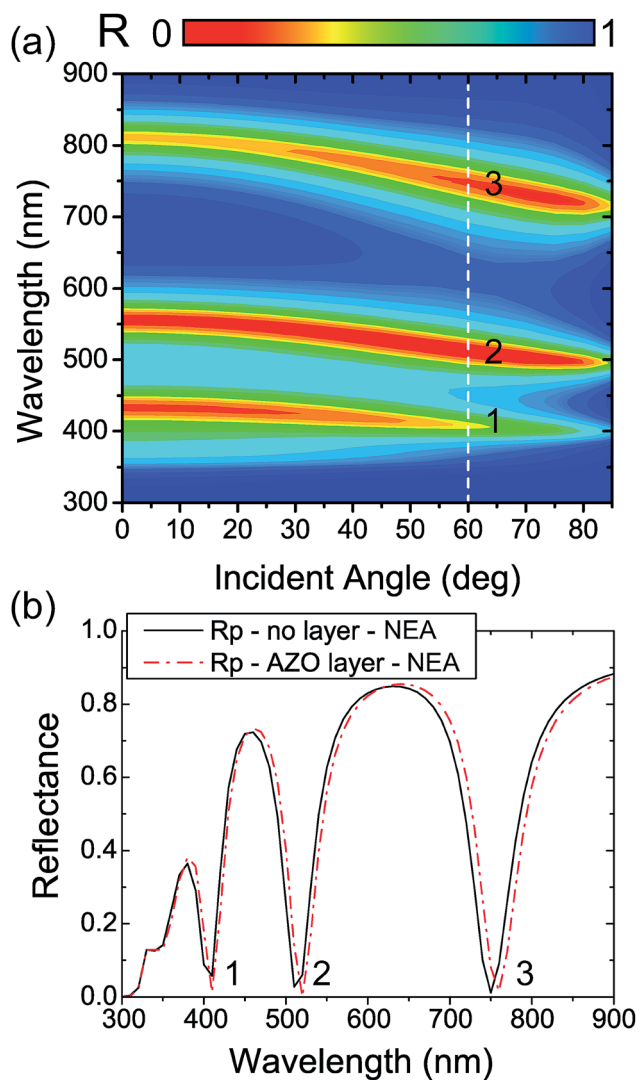 (a)
R 0 1
900
800
700
600
500
400
300
Wavelength (nm)
3
2
1
0 10 20 30 40 50 60 70 80
Incident Angle (deg)
(b)
Rp - no layer - NEA
Rp - AZO layer - NEA
1.0
0.8
0.6
0.4
0.2
0.0
Reflectance
1 2 3
300 400 500 600 700 800 900
Wavelength (nm)